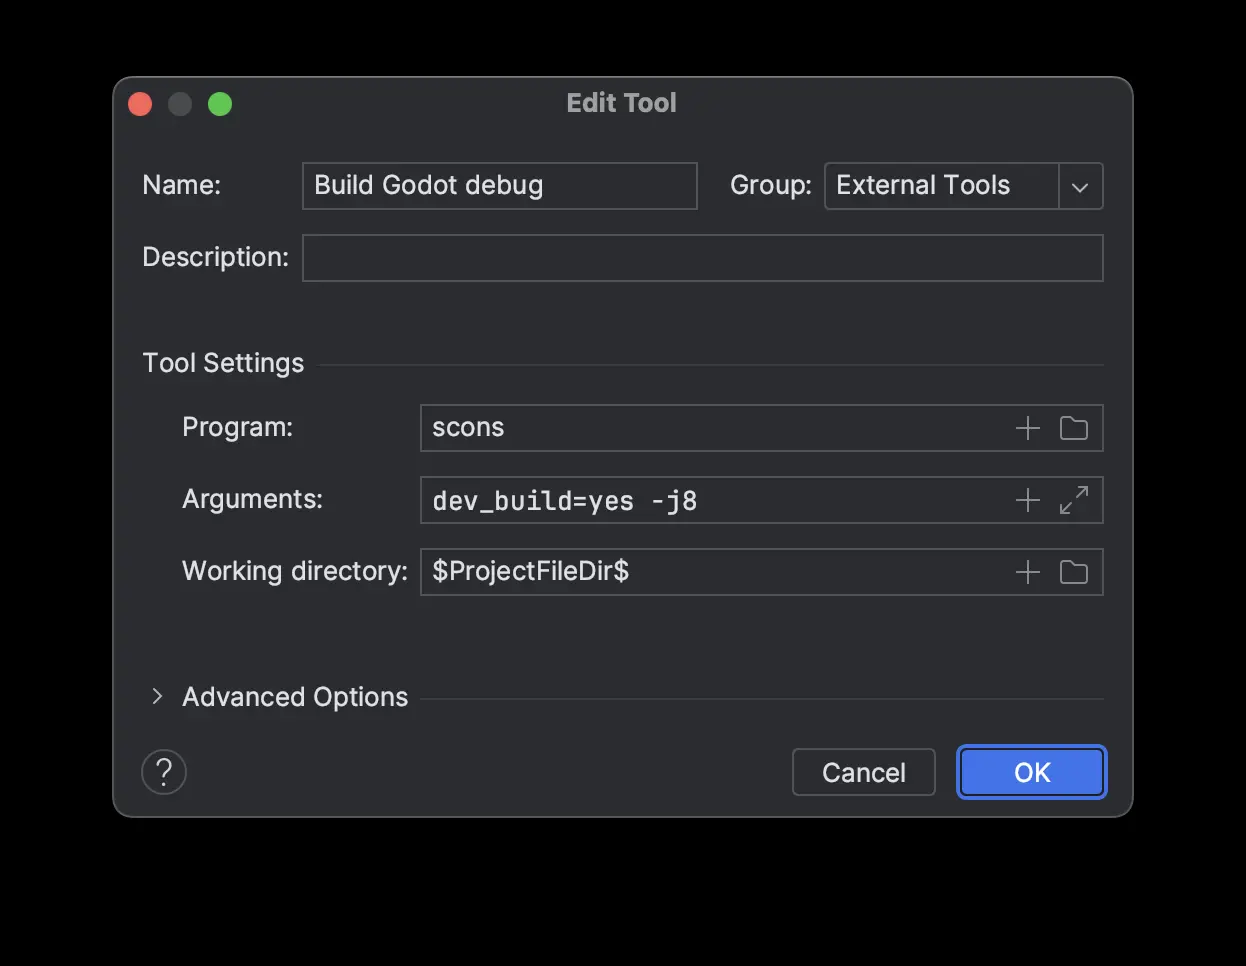 Edit Tool
Name: Build Godot debug Group: External Tools
Description:
Tool Settings
Program: scons
Arguments: dev_build=yes -j8
Working directory: $ProjectFileDir$
Advanced Options
? Cancel OK